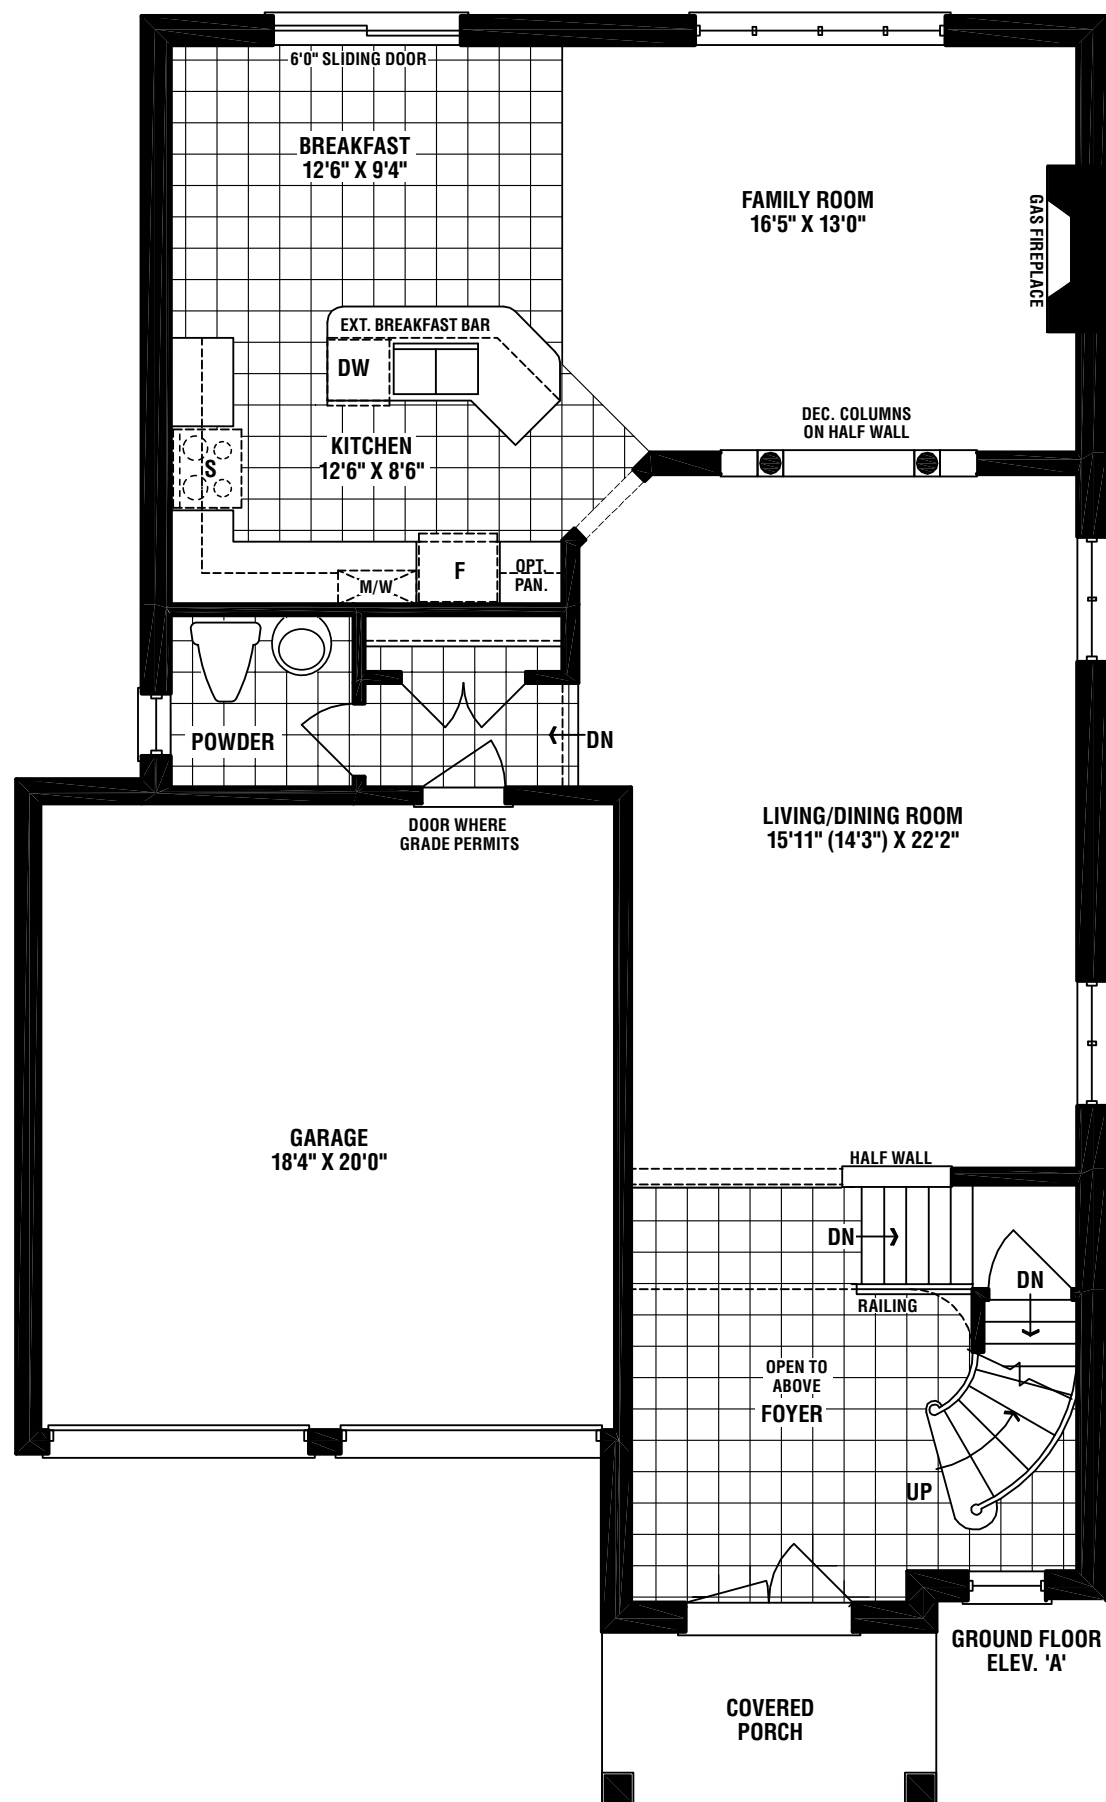 6'0" SLIDING DOOR
BREAKFAST
12'6" X 9'4"
FAMILY ROOM
16'5" X 13'0"
GAS FIREPLACE
EXT. BREAKFAST BAR
DW
DEC. COLUMNS
ON HALF WALL
KITCHEN
12'6" X 8'6"
S
F
OPT.
PAN.
M/W
POWDER
DN
DOOR WHERE
GRADE PERMITS
LIVING/DINING ROOM
15'11" (14'3") X 22'2"
GARAGE
18'4" X 20'0"
HALF WALL
DN
DN
RAILING
OPEN TO
ABOVE
FOYER
UP
GROUND FLOOR
ELEV. 'A'
COVERED
PORCH